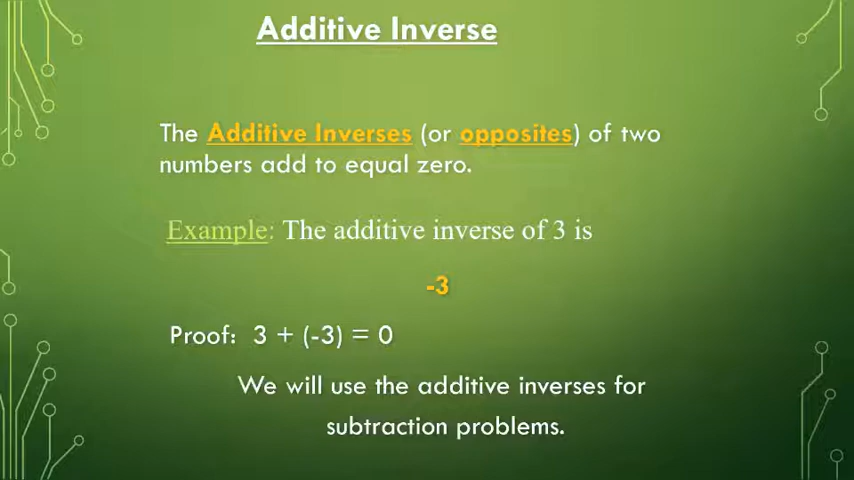 Additive Inverse
The Additive Inverses (or opposites) of two
numbers add to equal zero.
Example: The additive inverse of 3 is
-3
Proof: 3 + (-3) = 0
We will use the additive inverses for
subtraction problems.